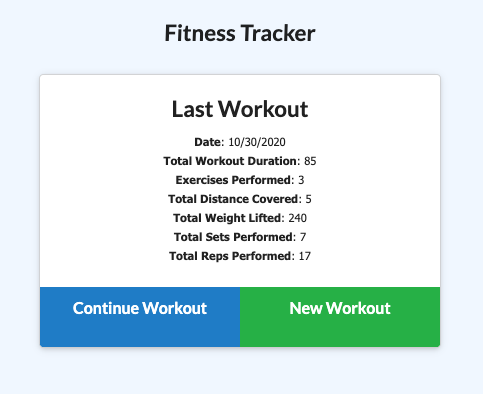 Fitness Tracker
Last Workout
Date: 10/30/2020
Total Workout Duration: 85
Exercises Performed: 3
Total Distance Covered: 5
Total Weight Lifted: 240
Total Sets Performed: 7
Total Reps Performed: 17
Continue Workout
New Workout